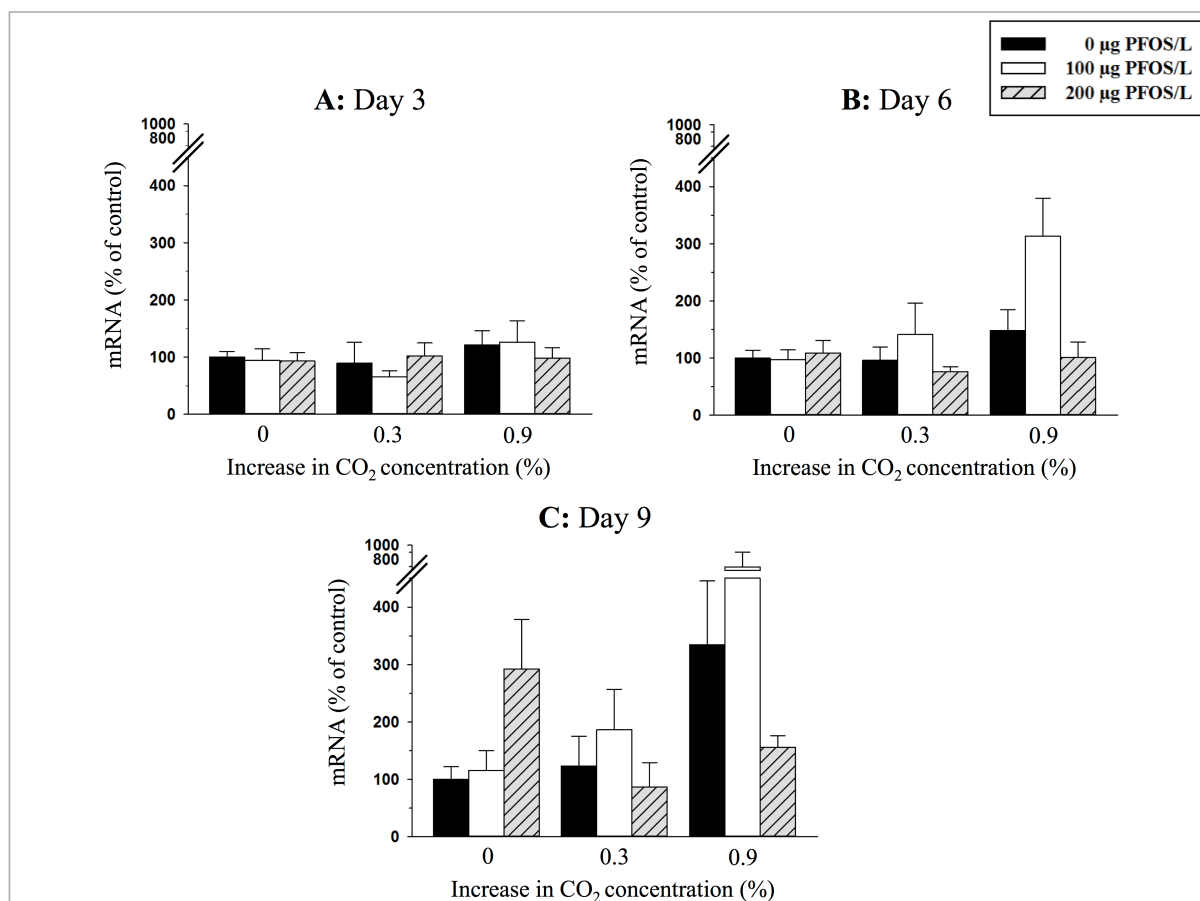 0 µg PFOS/L
100 µg PFOS/L
200 µg PFOS/L
A: Day 3
1000
800
400
300
200
100
0
mRNA (% of control)
0 0.3 0.9
Increase in CO₂ concentration (%)
B: Day 6
1000
800
400
300
200
100
0
mRNA (% of control)
0 0.3 0.9
Increase in CO₂ concentration (%)
C: Day 9
1000
800
400
300
200
100
0
mRNA (% of control)
0 0.3 0.9
Increase in CO₂ concentration (%)